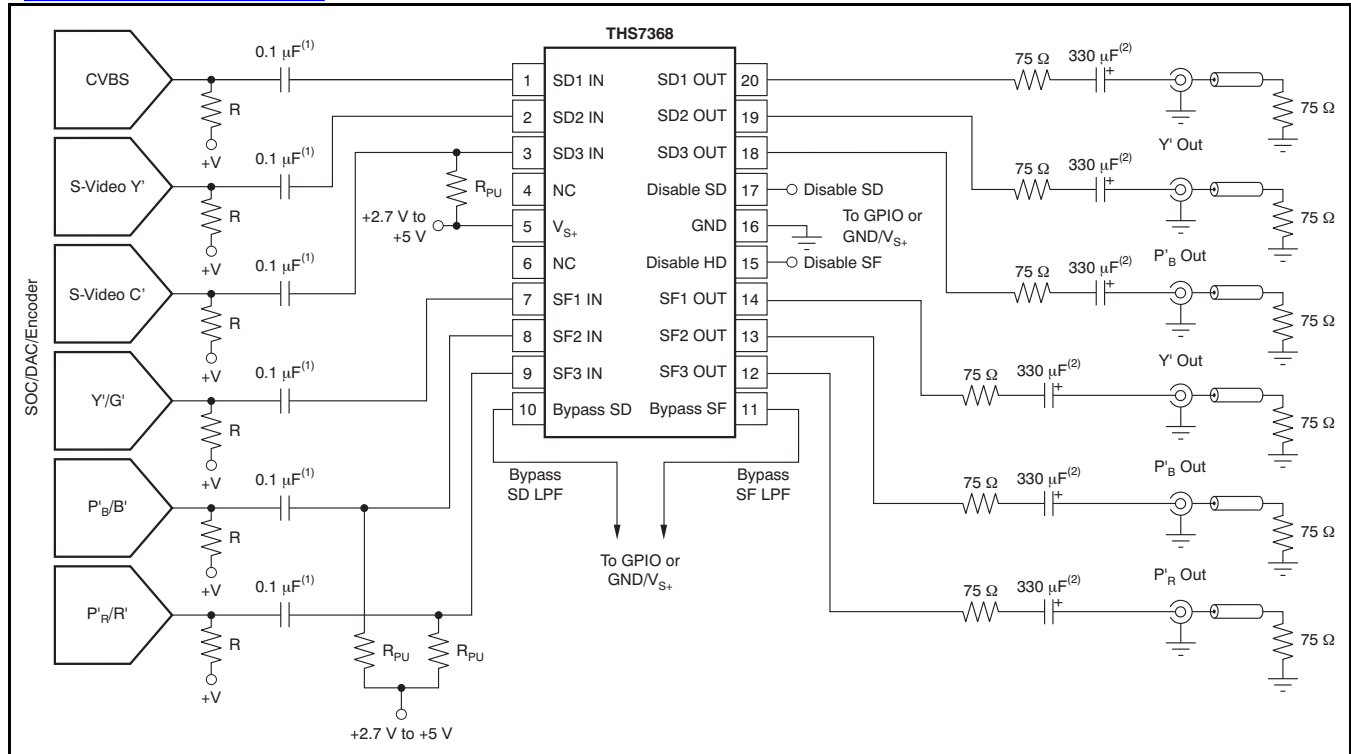 THS7368
SOC/DAC/Encoder
CVBS
S-Video Y'
S-Video C'
Y'/G'
P'B/B'
P'R/R'
0.1 µF(1)
R
+V
0.1 µF(1)
R
+V
0.1 µF(1)
R
+V
0.1 µF(1)
R
+V
0.1 µF(1)
R
+V
0.1 µF(1)
R
+V
RPU
+2.7 V to
+5 V
RPU
RPU
+2.7 V to +5 V
1 SD1 IN
2 SD2 IN
3 SD3 IN
4 NC
5 VS+
6 NC
7 SF1 IN
8 SF2 IN
9 SF3 IN
10 Bypass SD
SD1 OUT 20
SD2 OUT 19
SD3 OUT 18
Disable SD 17
GND 16
Disable HD 15
SF1 OUT 14
SF2 OUT 13
SF3 OUT 12
Bypass SF 11
Bypass
SD LPF
Bypass
SF LPF
To GPIO or
GND/VS+
Disable SD
To GPIO or
GND/VS+
Disable SF
75 Ω
330 µF(2)
+
75 Ω
Y' Out
75 Ω
330 µF(2)
+
75 Ω
P'B Out
75 Ω
330 µF(2)
+
75 Ω
Y' Out
75 Ω
330 µF(2)
+
75 Ω
P'B Out
75 Ω
330 µF(2)
+
75 Ω
P'R Out
75 Ω
330 µF(2)
+
75 Ω